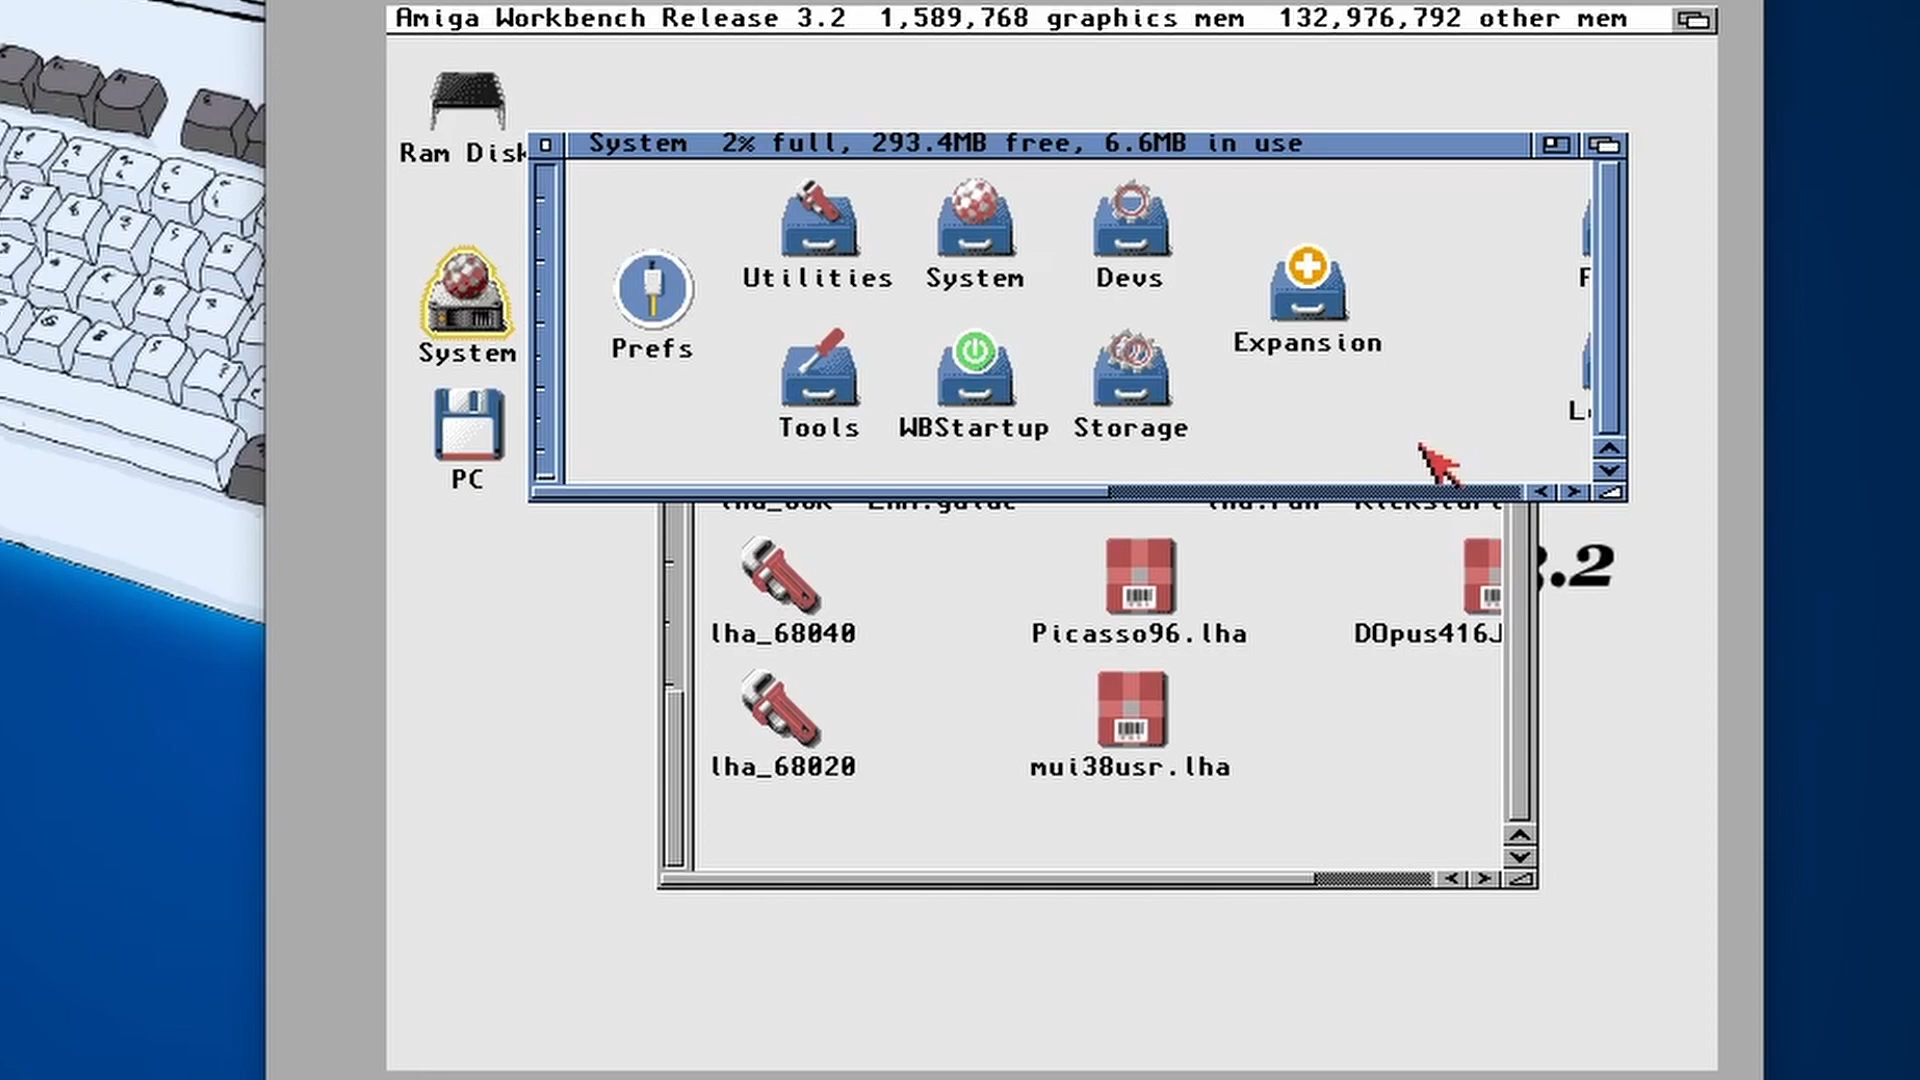 Amiga Workbench Release 3.2 1,589,768 graphics mem 132,976,792 other mem
Ram Disk
System 2% full, 293.4MB free, 6.6MB in use
Utilities System Devs
Prefs
Expansion
System
Tools WBStartup Storage
PC
3.2
lha_68040 Picasso96.lha DOpus416J
lha_68020 mui38usr.lha